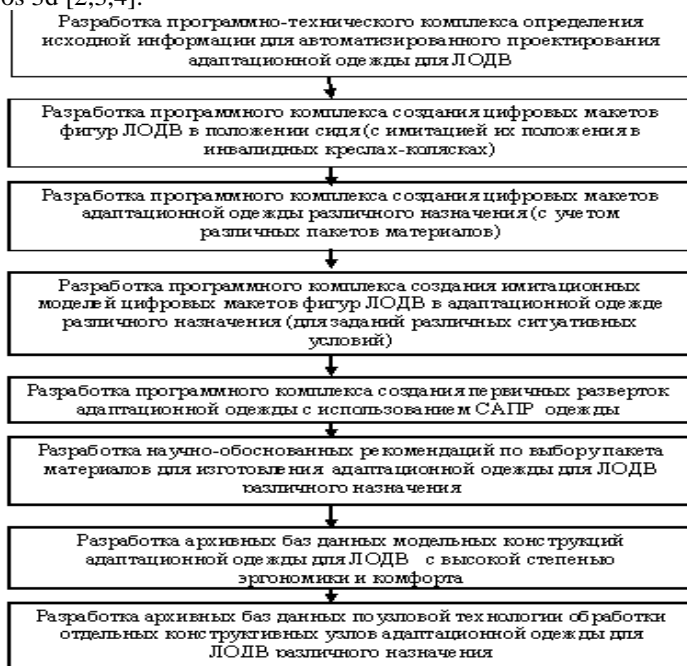 os 3d [2,3,4].
Разработка программно-технического комплекса определения
исходной информации для автоматизированного проектирования
адаптационной одежды для ЛОДВ
Разработка программного комплекса создания цифровых макетов
фигур ЛОДВ в положении сидя (с имитацией их положения в
инвалидных креслах-колясках)
Разработка программного комплекса создания цифровых макетов
адаптационной одежды различного назначения (с учетом
различных пакетов материалов)
Разработка программного комплекса создания имитационных
моделей цифровых макетов фигур ЛОДВ в адаптационной одежде
различного назначения (для заданий различных ситуативных
условий)
Разработка программного комплекса создания первичных разверток
адаптационной одежды с использованием САПР одежды
Разработка научно-обоснованных рекомендаций по выбору пакета
материалов для изготовления адаптационной одежды для ЛОДВ
различного назначения
Разработка архивных баз данных модельных конструкций
адаптационной одежды для ЛОДВ с высокой степенью
эргономики и комфорта
Разработка архивных баз данных по узловой технологии обработки
отдельных конструктивных узлов адаптационной одежды для
ЛОДВ различного назначения